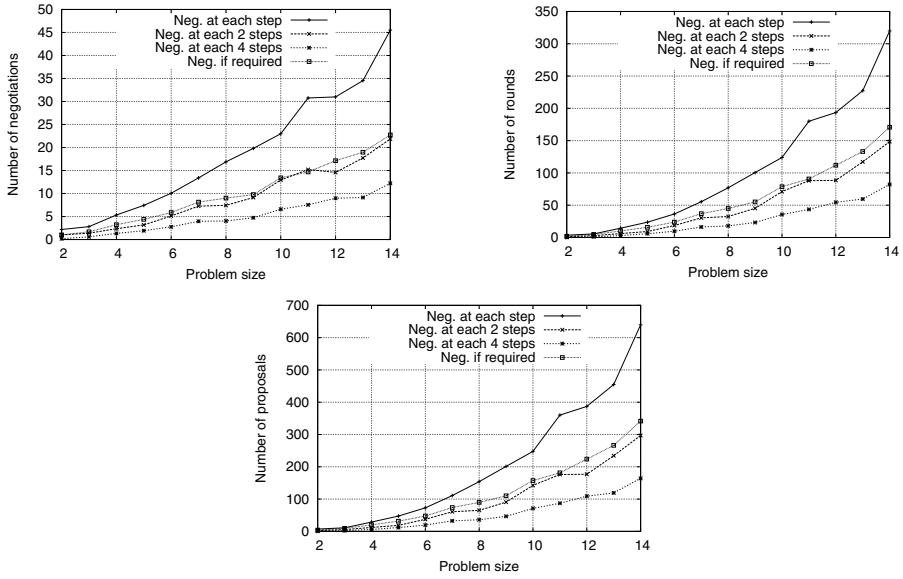 50
45
40
35
30
25
20
15
10
5
0
Number of negotiations
Neg. at each step
Neg. at each 2 steps
Neg. at each 4 steps
Neg. if required
2 4 6 8 10 12 14
Problem size
350
300
250
200
150
100
50
0
Number of rounds
Neg. at each step
Neg. at each 2 steps
Neg. at each 4 steps
Neg. if required
2 4 6 8 10 12 14
Problem size
700
600
500
400
300
200
100
0
Number of proposals
Neg. at each step
Neg. at each 2 steps
Neg. at each 4 steps
Neg. if required
2 4 6 8 10 12 14
Problem size